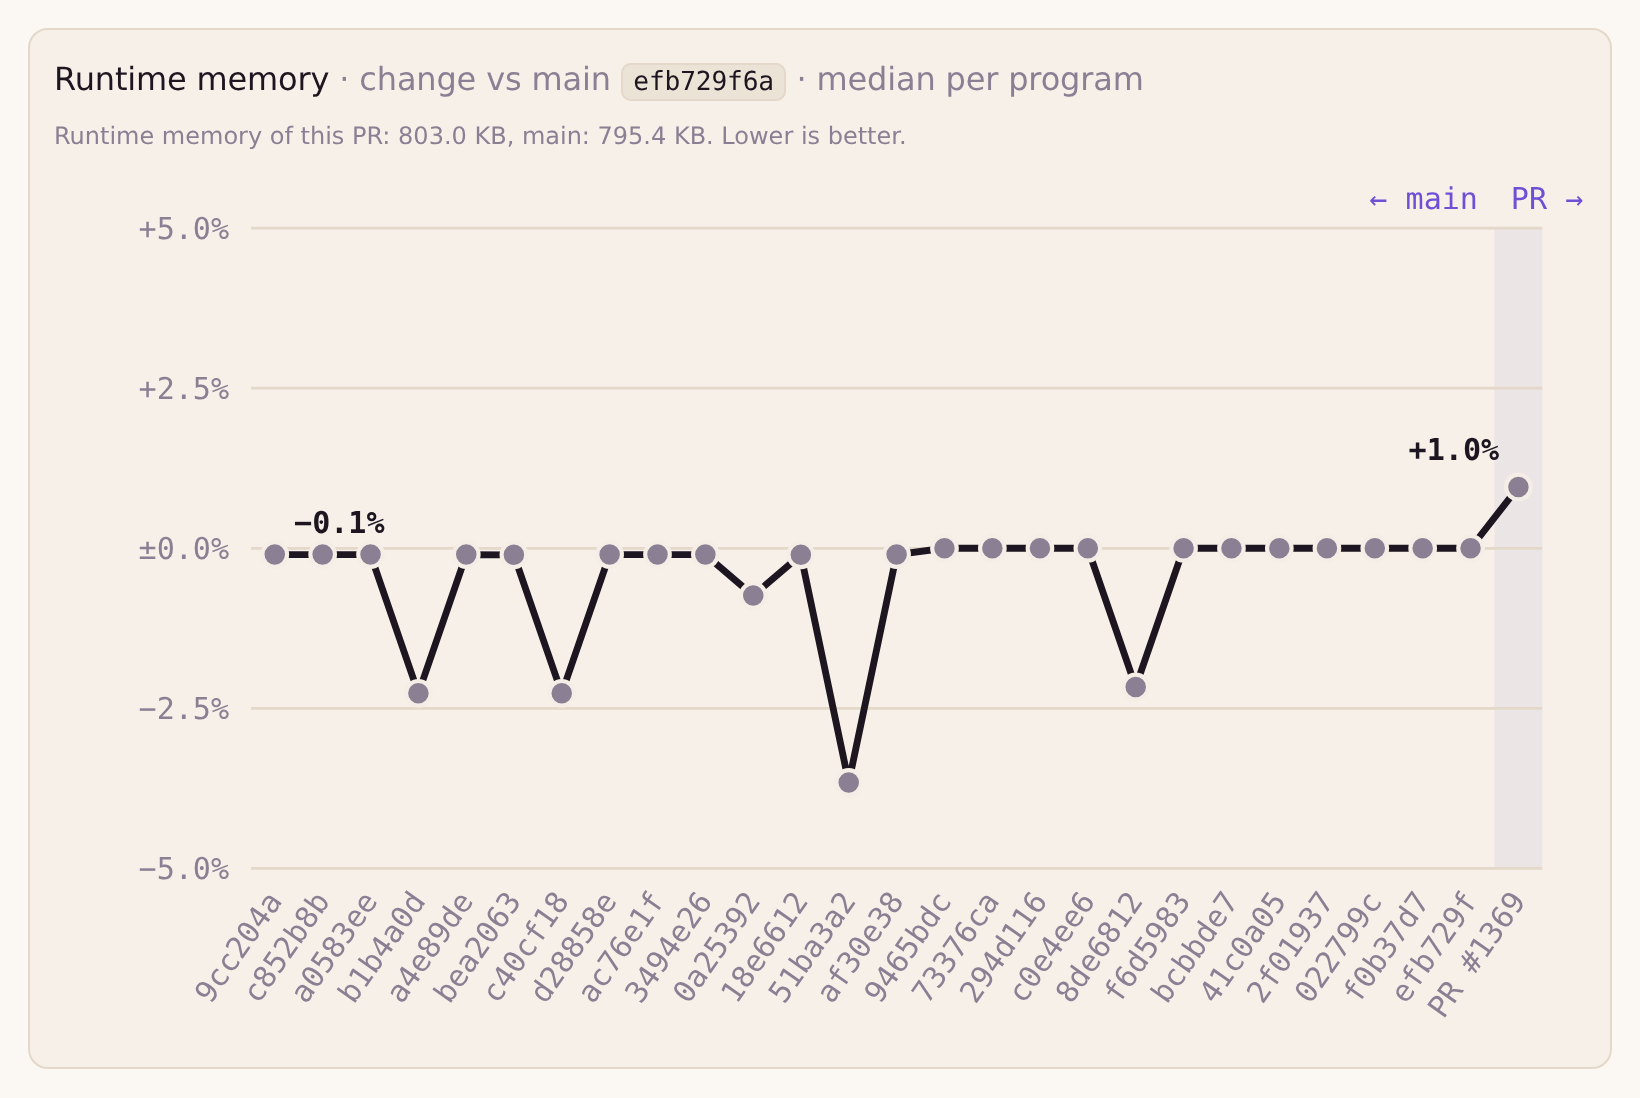 Runtime memory · change vs main efb729f6a · median per program
Runtime memory of this PR: 803.0 KB, main: 795.4 KB. Lower is better.
← main PR →
+5.0%
+2.5%
+1.0%
−0.1%
±0.0%
−2.5%
−5.0%
9cc204a
c852b8b
a0583ee
b1b4a0d
a4e89de
bea2063
c40cf18
d28858e
ac76e1f
3494e26
0a25392
18e6612
51ba3a2
af30e38
9465bdc
73376ca
294d116
c0e4ee6
8de6812
f6d5983
bcbbde7
41c0a05
2f01937
022799c
f0b37d7
efb729f
PR #1369